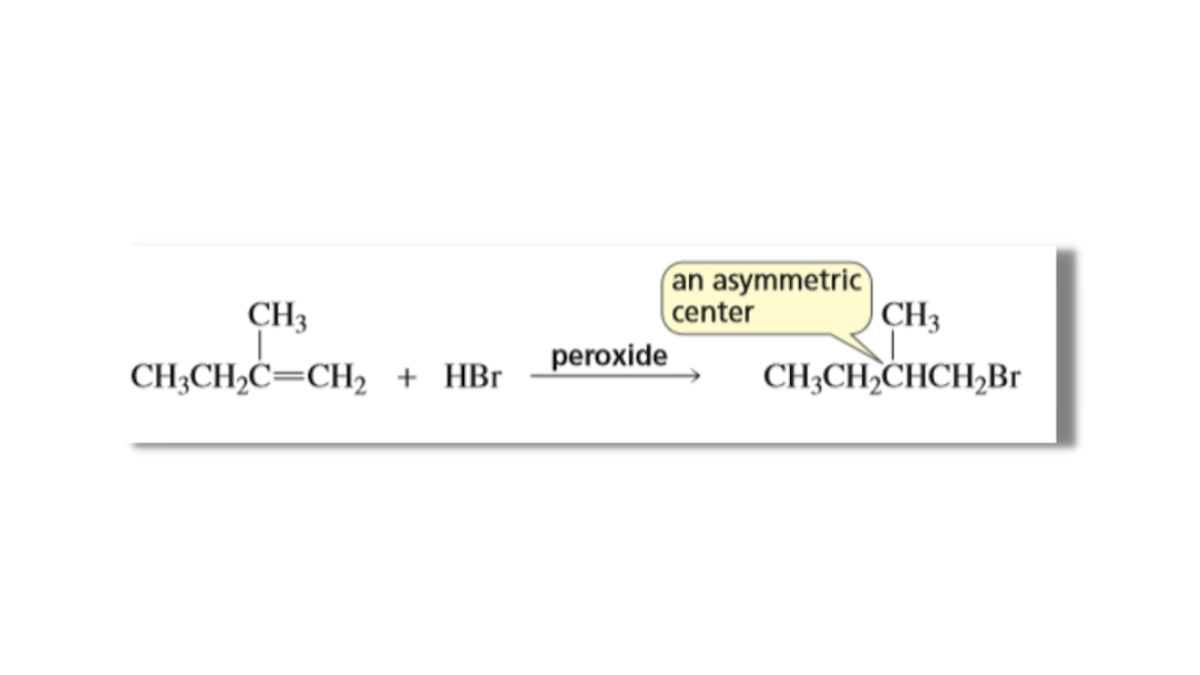 an asymmetric
center
CH₃ CH₃
CH₃CH₂C=CH₂ + HBr peroxide CH₃CH₂CHCH₂Br